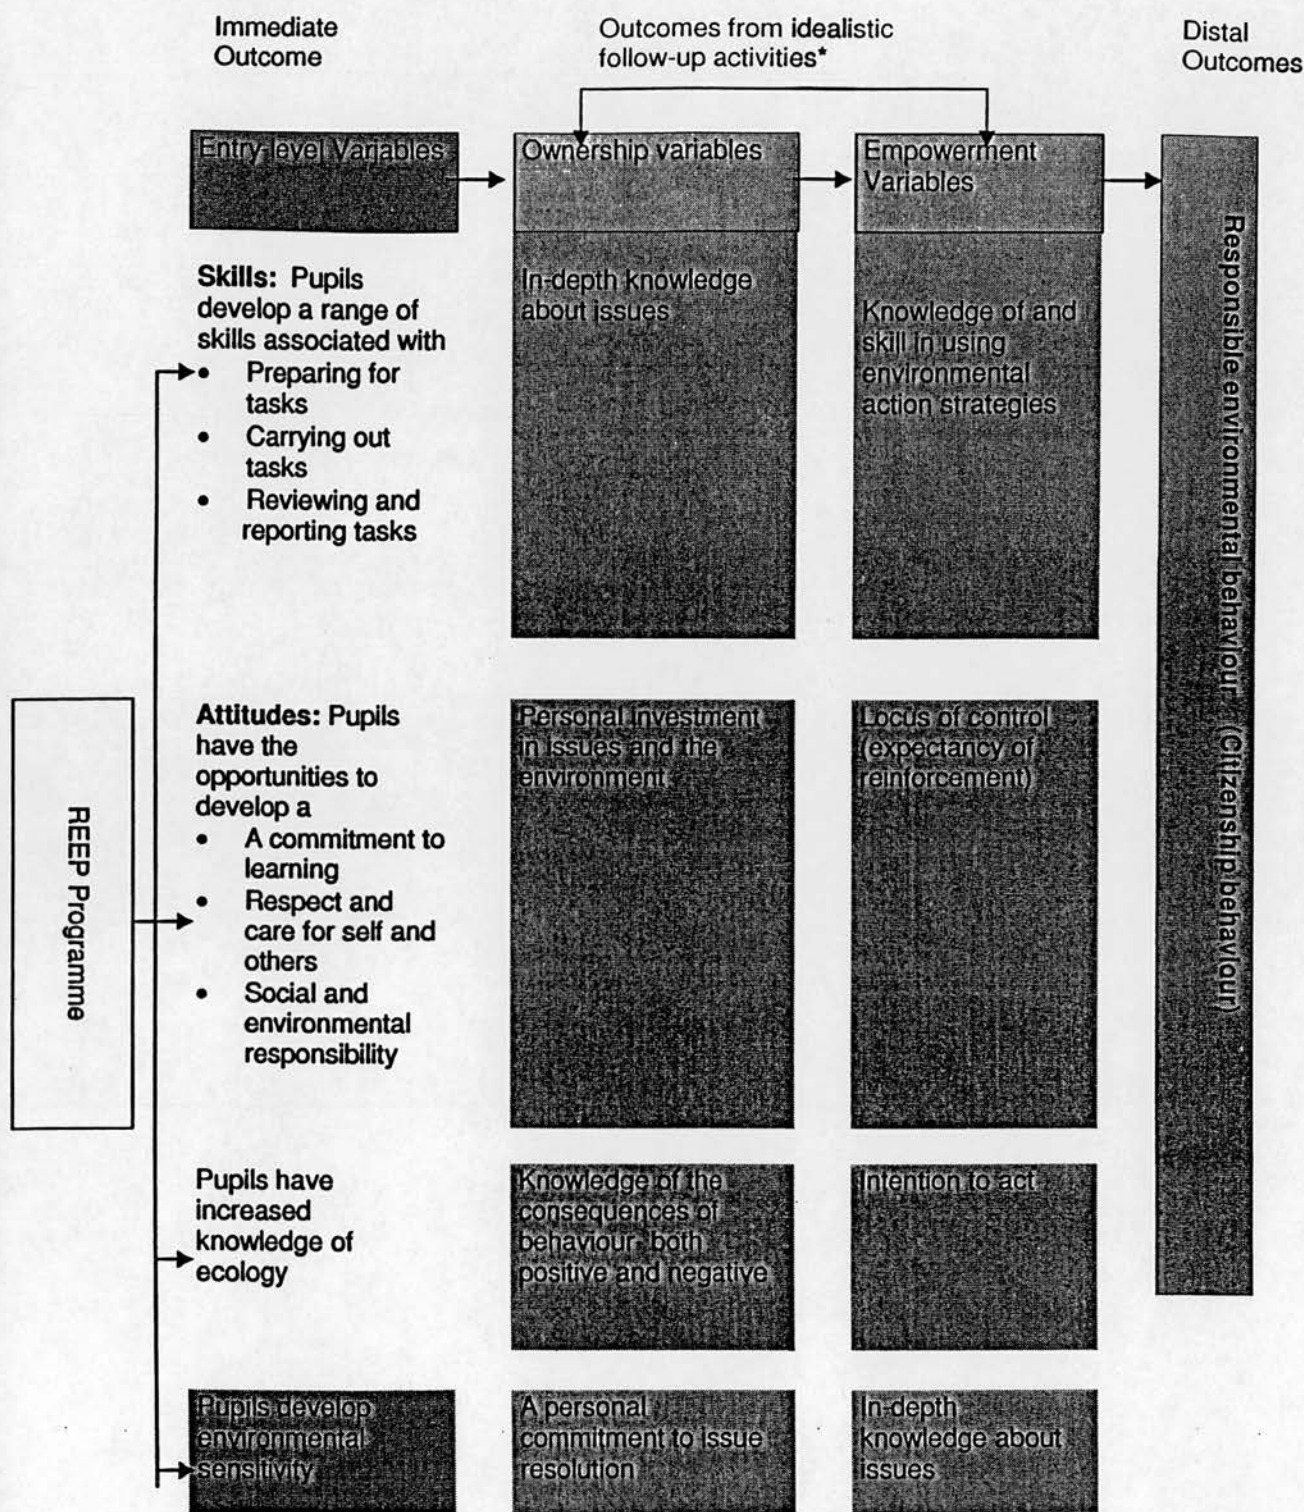 Immediate
Outcome
Outcomes from idealistic
follow-up activities*
Distal
Outcomes
Entry-level Variables
Ownership variables
Empowerment
Variables
Skills: Pupils
develop a range of
skills associated with
• Preparing for
tasks
• Carrying out
tasks
• Reviewing and
reporting tasks
In-depth knowledge
about issues
Knowledge of and
skill in using
environmental
action strategies
Responsible environmental behaviour (Citizenship behaviour)
REEP Programme
Attitudes: Pupils
have the
opportunities to
develop a
• A commitment to
learning
• Respect and
care for self and
others
• Social and
environmental
responsibility
Personal investment
in issues and the
environment
Locus of control
(expectancy of
reinforcement)
Pupils have
increased
knowledge of
ecology
Knowledge of the
consequences of
behaviour- both
positive and negative
Intention to act
Pupils develop
environmental
sensitivity
A personal
commitment to issue
resolution
In-depth
knowledge about
issues